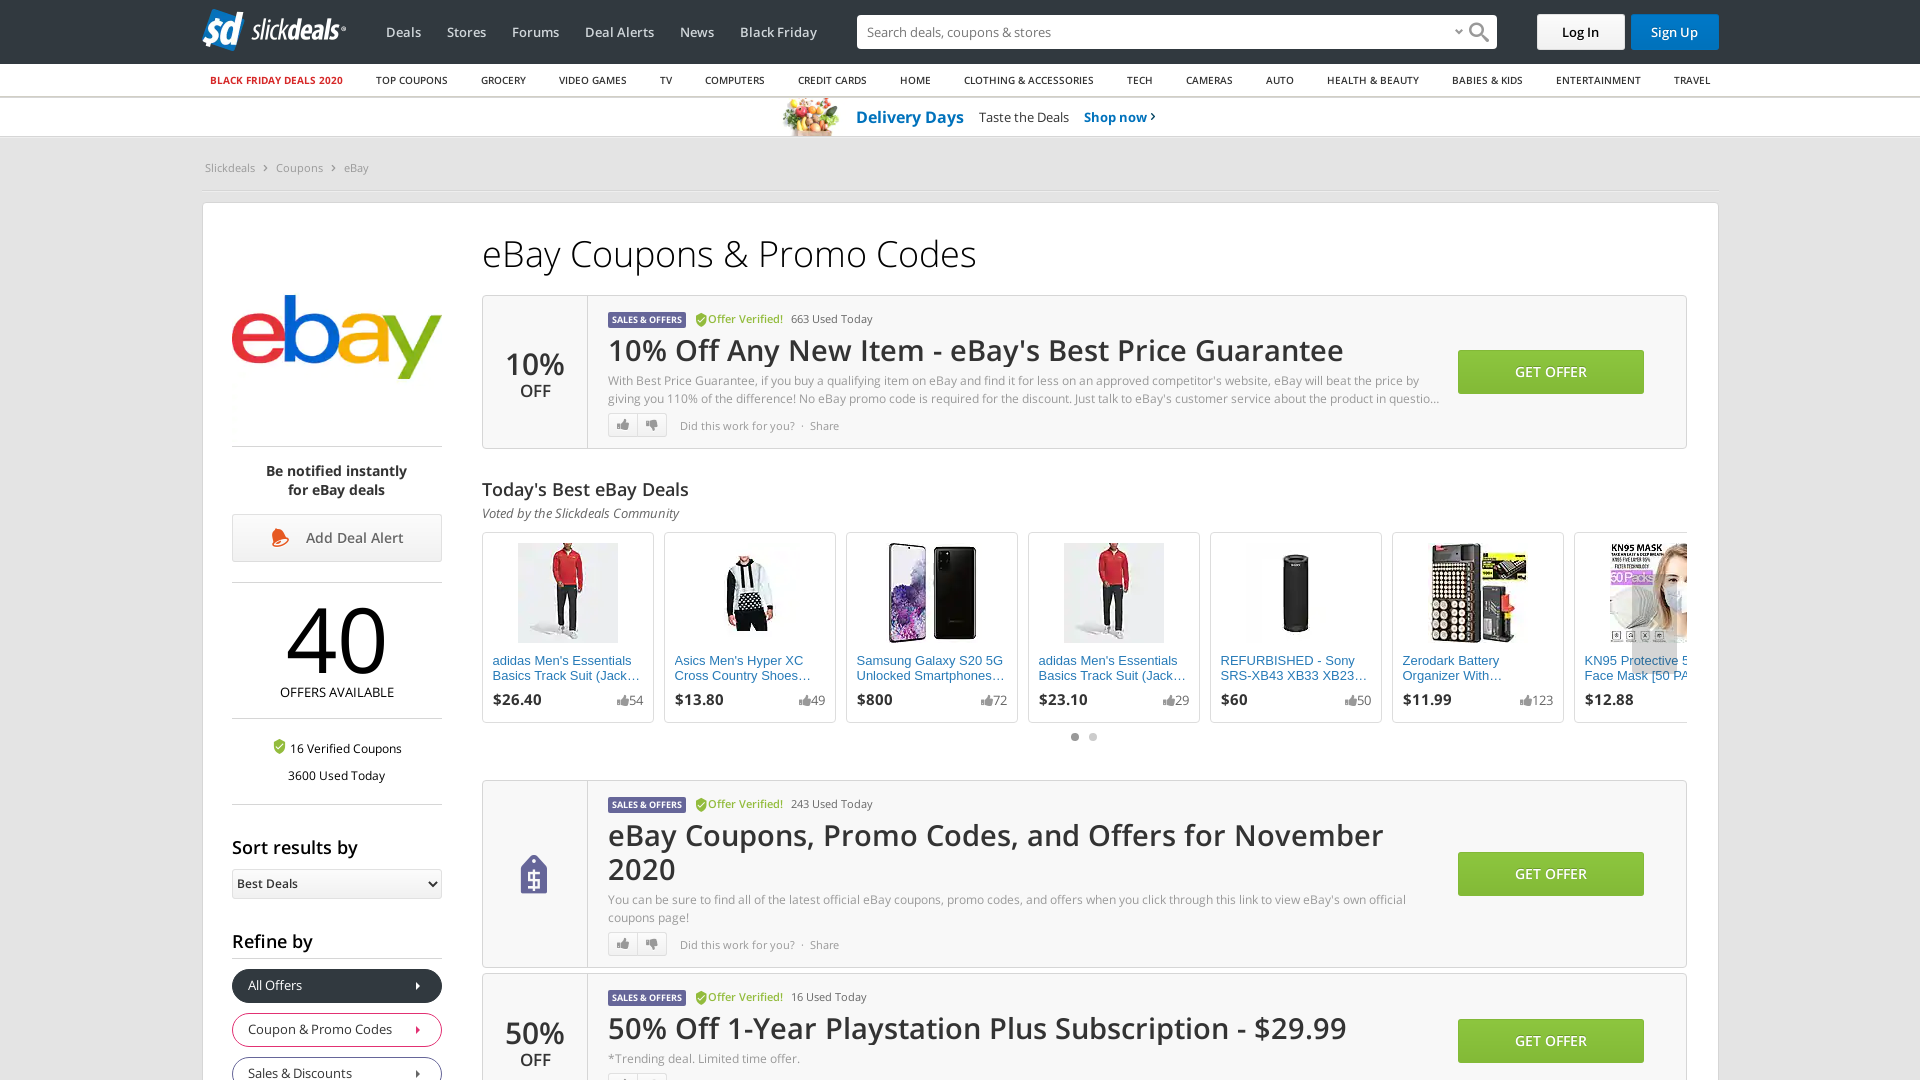 sd slickdeals
Deals Stores Forums Deal Alerts News Black Friday
Search deals, coupons & stores
Log In Sign Up
BLACK FRIDAY DEALS 2020 TOP COUPONS GROCERY VIDEO GAMES TV COMPUTERS CREDIT CARDS HOME CLOTHING & ACCESSORIES TECH CAMERAS AUTO HEALTH & BEAUTY BABIES & KIDS ENTERTAINMENT TRAVEL
Delivery Days Taste the Deals Shop now
Slickdeals Coupons eBay
ebay
Be notified instantly
for eBay deals
Add Deal Alert
40
OFFERS AVAILABLE
16 Verified Coupons
3600 Used Today
Sort results by
Best Deals
Refine by
All Offers
Coupon & Promo Codes
Sales & Discounts
eBay Coupons & Promo Codes
10%
OFF
SALES & OFFERS Offer Verified! 663 Used Today
10% Off Any New Item - eBay's Best Price Guarantee
With Best Price Guarantee, if you buy a qualifying item on eBay and find it for less on an approved competitor's website, eBay will beat the price by
giving you 110% of the difference! No eBay promo code is required for the discount. Just talk to eBay's customer service about the product in questio...
Did this work for you? · Share
GET OFFER
Today's Best eBay Deals
Voted by the Slickdeals Community
adidas Men's Essentials
Basics Track Suit (Jack...
$26.40 54
Asics Men's Hyper XC
Cross Country Shoes...
$13.80 49
Samsung Galaxy S20 5G
Unlocked Smartphones...
$800 72
adidas Men's Essentials
Basics Track Suit (Jack...
$23.10 29
REFURBISHED - Sony
SRS-XB43 XB33 XB23...
$60 50
Zerodark Battery
Organizer With...
$11.99 123
KN95 MASK
50 Packs
KN95 Protective 5
Face Mask [50 PA
$12.88
SALES & OFFERS Offer Verified! 243 Used Today
eBay Coupons, Promo Codes, and Offers for November
2020
You can be sure to find all of the latest official eBay coupons, promo codes, and offers when you click through this link to view eBay's own official
coupons page!
Did this work for you? · Share
GET OFFER
50%
OFF
SALES & OFFERS Offer Verified! 16 Used Today
50% Off 1-Year Playstation Plus Subscription - $29.99
*Trending deal. Limited time offer.
GET OFFER